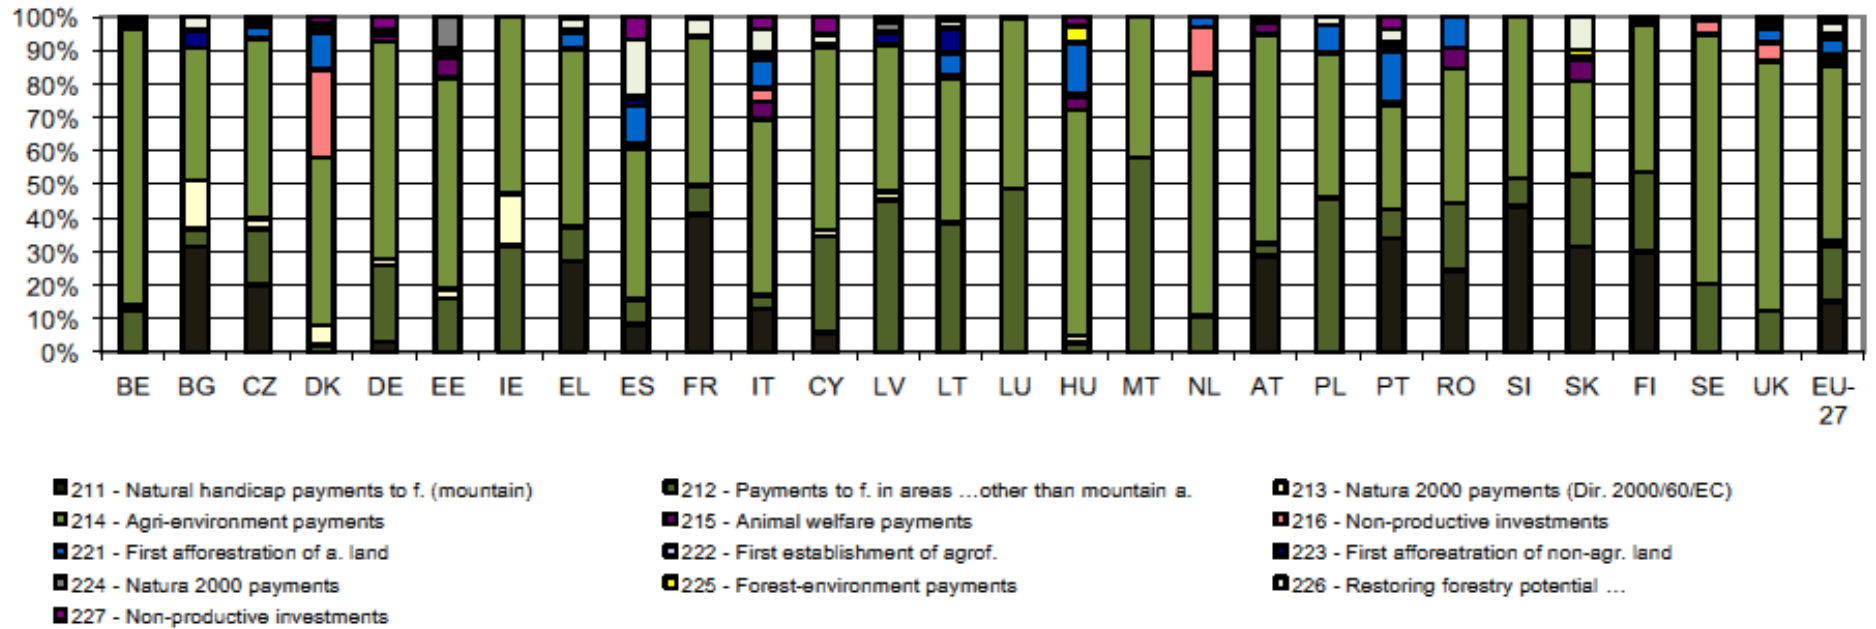 100%
90%
80%
70%
60%
50%
40%
30%
20%
10%
0%
BE BG CZ DK DE EE IE EL ES FR IT CY LV LT LU HU MT NL AT PL PT RO SI SK FI SE UK EU-
27
211 - Natural handicap payments to f. (mountain) 212 - Payments to f. in areas ...other than mountain a. 213 - Natura 2000 payments (Dir. 2000/60/EC)
214 - Agri-environment payments 215 - Animal welfare payments 216 - Non-productive investments
221 - First afforestration of a. land 222 - First establishment of agrof. 223 - First afforeatration of non-agr. land
224 - Natura 2000 payments 225 - Forest-environment payments 226 - Restoring forestry potential ...
227 - Non-productive investments